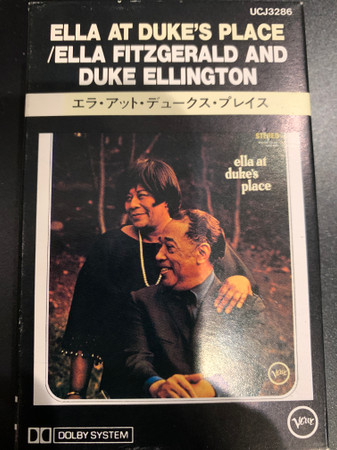 UCJ3286
ELLA AT DUKE'S PLACE
/ELLA FITZGERALD AND
DUKE ELLINGTON
エラ・アット・デュークス・プレイス
STEREO
ella at
duke's
place
Verve
DOLBY SYSTEM
Verve